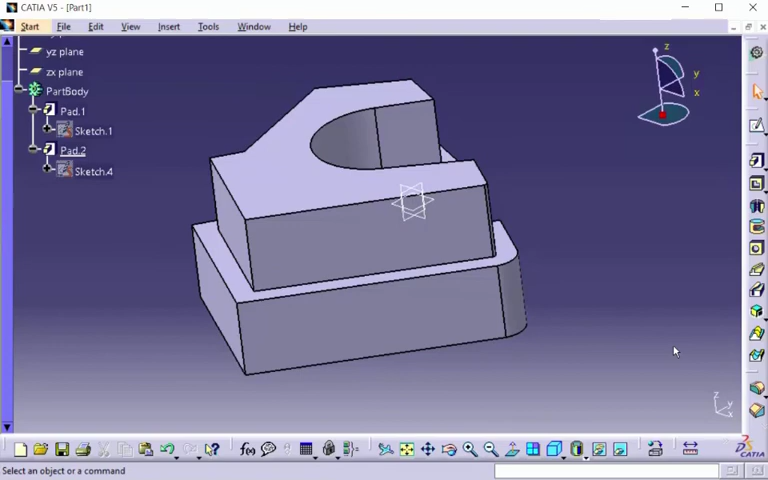 CATIA V5 - [Part1]
Start File Edit View Insert Tools Window Help
yz plane
zx plane
PartBody
Pad.1
Sketch.1
Pad.2
Sketch.4
z
y
x
z
y
x
f(x)
CATIA
Select an object or a command